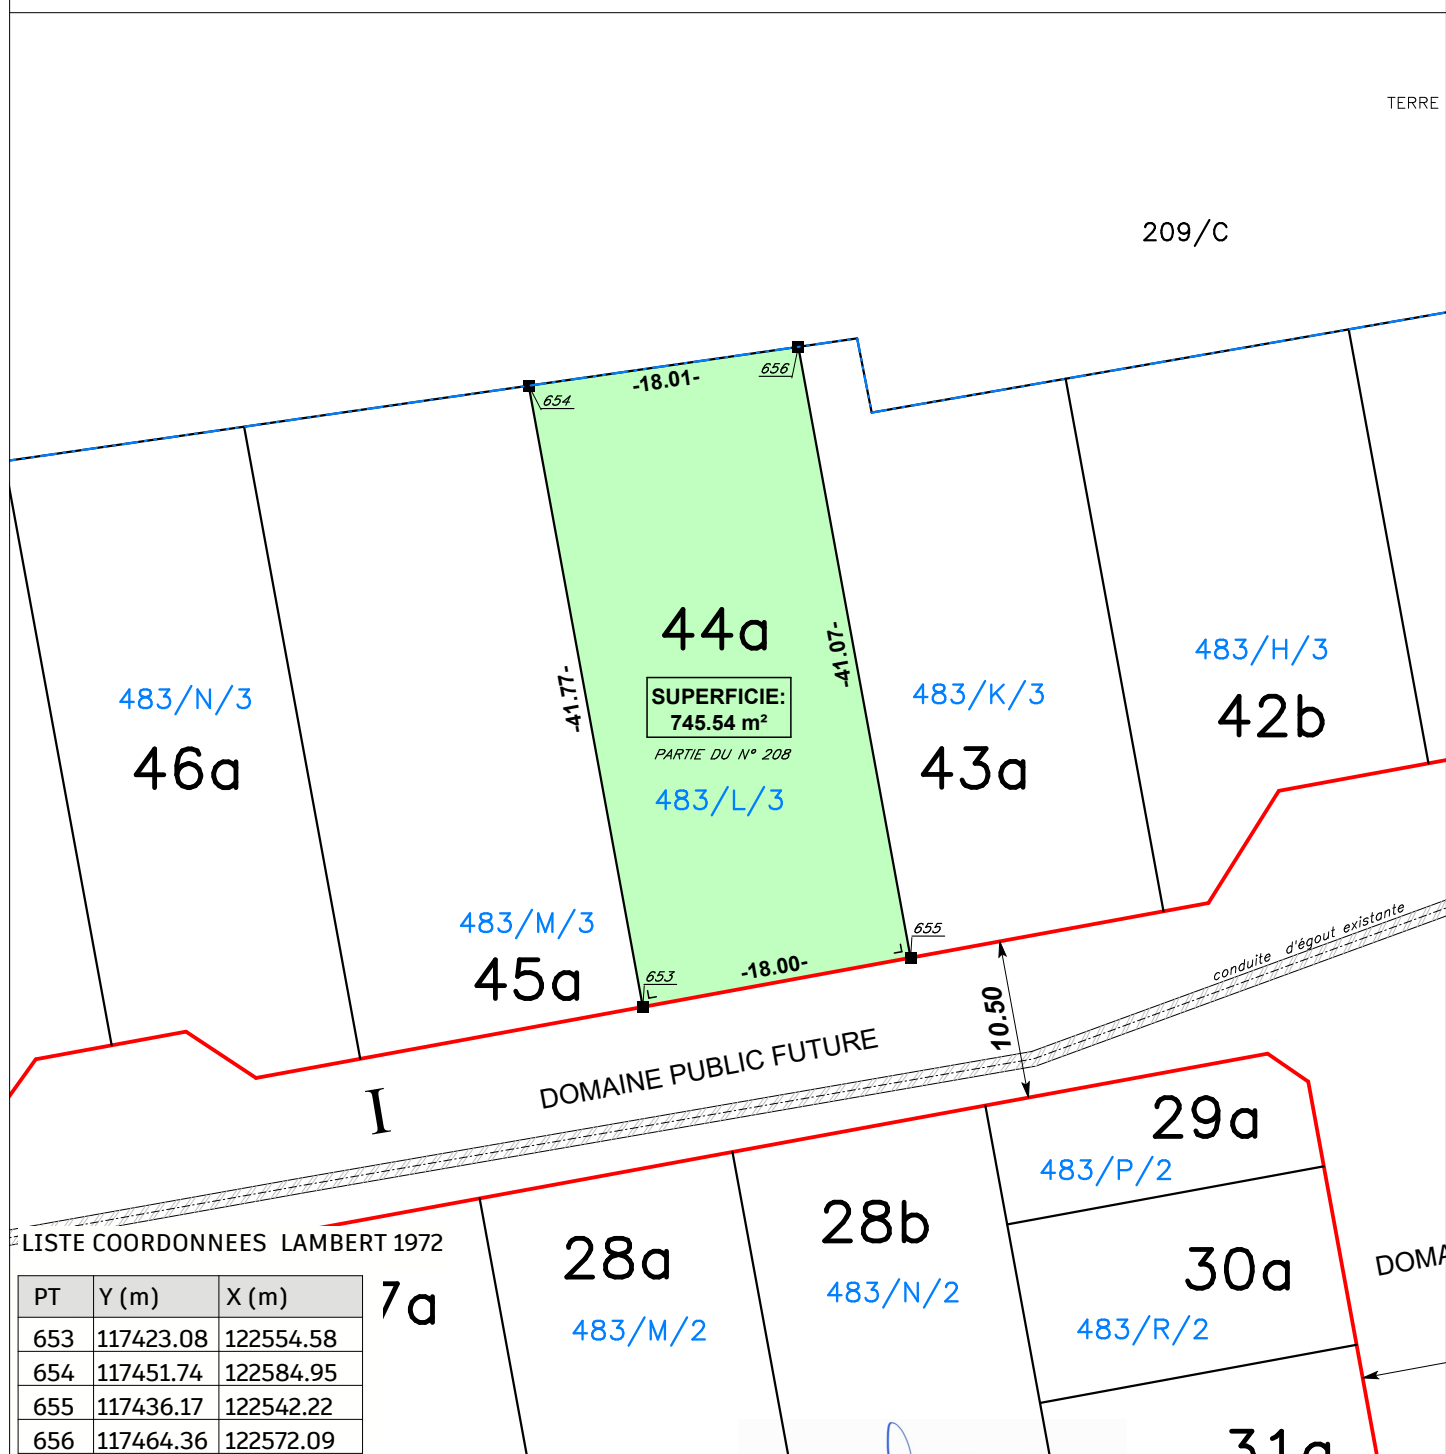 TERRE
209/C
656
-18.01-
654
44a
-41.07-
SUPERFICIE:
745.54 m²
-41.77-
PARTIE DU N° 208
483/L/3
483/N/3
46a
483/K/3
43a
483/H/3
42b
483/M/3
45a
653
-18.00-
655
conduite d'égout existante
10.50
DOMAINE PUBLIC FUTURE
I
29a
483/P/2
28b
483/N/2
28a
483/M/2
30a
483/R/2
DOMA
7a
31a
LISTE COORDONNEES LAMBERT 1972
PT Y (m) X (m)
653 117423.08 122554.58
654 117451.74 122584.95
655 117436.17 122542.22
656 117464.36 122572.09